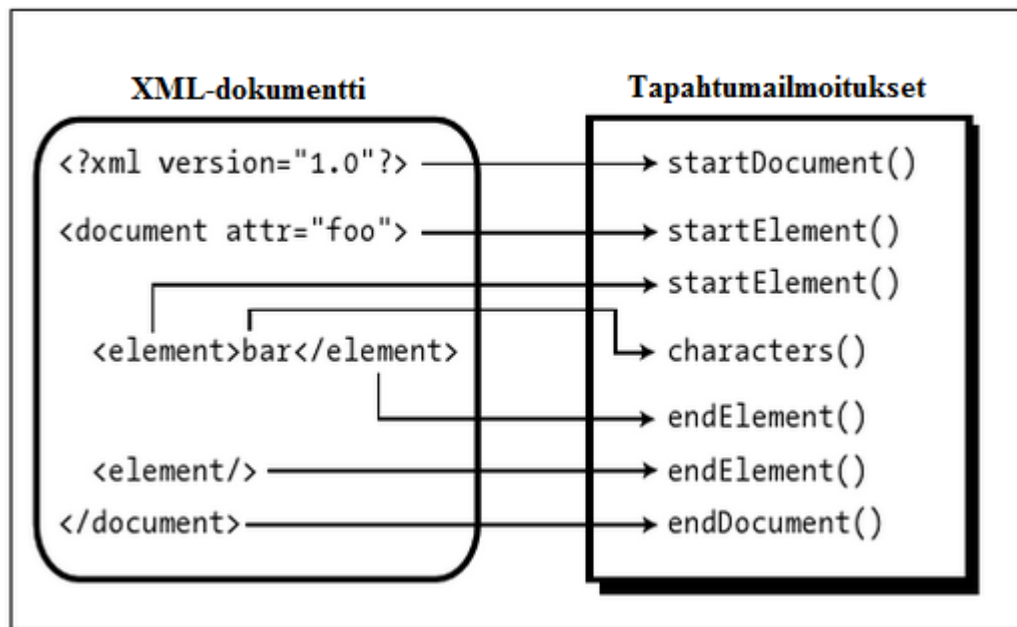 XML-dokumentti
Tapahtumailmoitukset
<?xml version="1.0"?>
startDocument()
<document attr="foo">
startElement()
startElement()
<element>bar</element>
characters()
endElement()
<element/>
endElement()
</document>
endDocument()